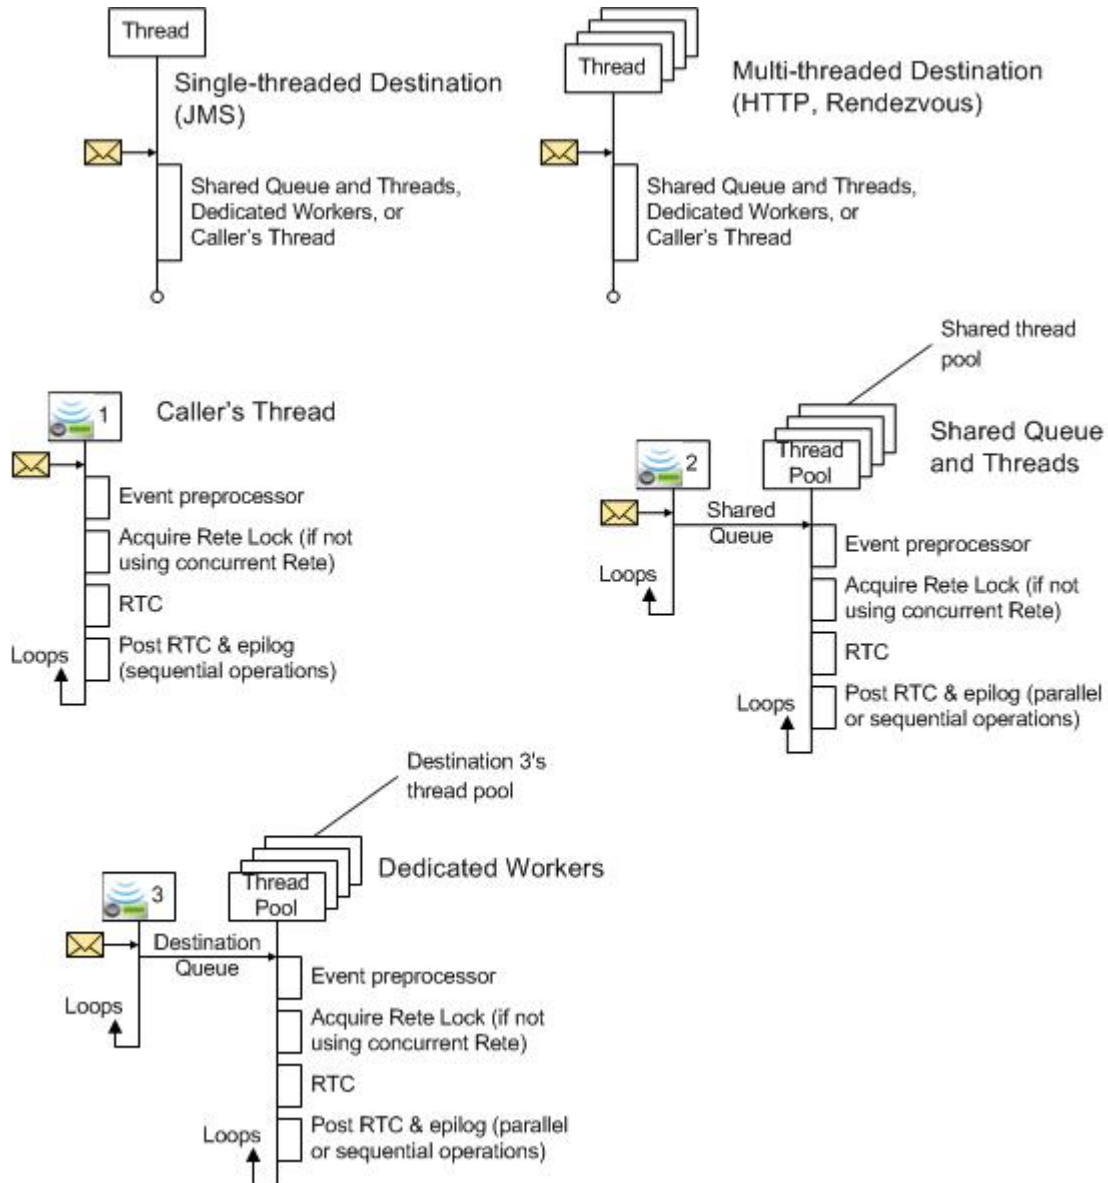 Thread
Single-threaded Destination
(JMS)
Shared Queue and Threads,
Dedicated Workers, or
Caller's Thread
Thread
Multi-threaded Destination
(HTTP, Rendezvous)
Shared Queue and Threads,
Dedicated Workers, or
Caller's Thread
1
Caller's Thread
Event preprocessor
Acquire Rete Lock (if not
using concurrent Rete)
RTC
Post RTC & epilog
(sequential operations)
Loops
Shared thread
pool
2
Thread
Pool
Shared Queue
and Threads
Shared
Queue
Loops
Event preprocessor
Acquire Rete Lock (if not
using concurrent Rete)
RTC
Post RTC & epilog (parallel
or sequential operations)
Loops
Destination 3's
thread pool
3
Thread
Pool
Dedicated Workers
Destination
Queue
Loops
Event preprocessor
Acquire Rete Lock (if not
using concurrent Rete)
RTC
Post RTC & epilog (parallel
or sequential operations)
Loops